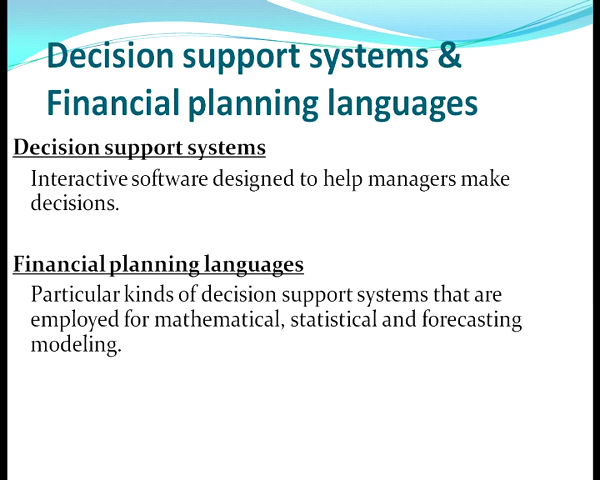 Decision support systems &
Financial planning languages
Decision support systems
Interactive software designed to help managers make
decisions.
Financial planning languages
Particular kinds of decision support systems that are
employed for mathematical, statistical and forecasting
modeling.